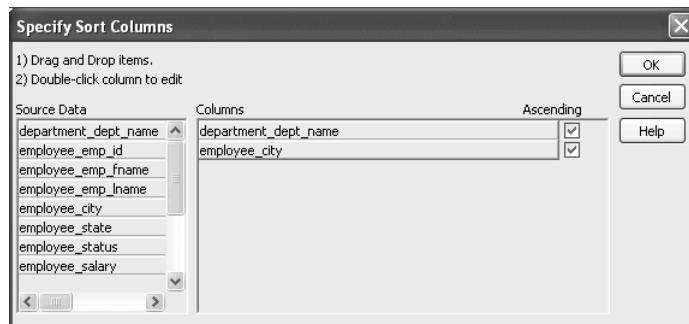 Specify Sort Columns
1) Drag and Drop items.
2) Double-click column to edit
OK
Cancel
Help
Source Data
department_dept_name
employee_emp_id
employee_emp_fname
employee_emp_lname
employee_city
employee_state
employee_status
employee_salary
Columns Ascending
department_dept_name
employee_city